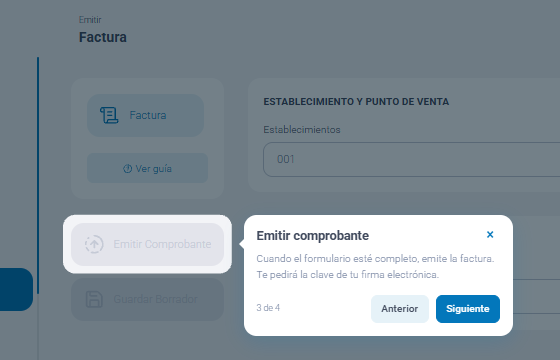 Emitir
Factura
Factura
Ver guía
ESTABLECIMIENTO Y PUNTO DE VENTA
Establecimientos
001
Emitir Comprobante
Guardar Borrador
Emitir comprobante
×
Cuando el formulario esté completo, emite la factura.
Te pedirá la clave de tu firma electrónica.
3 de 4
Anterior
Siguiente